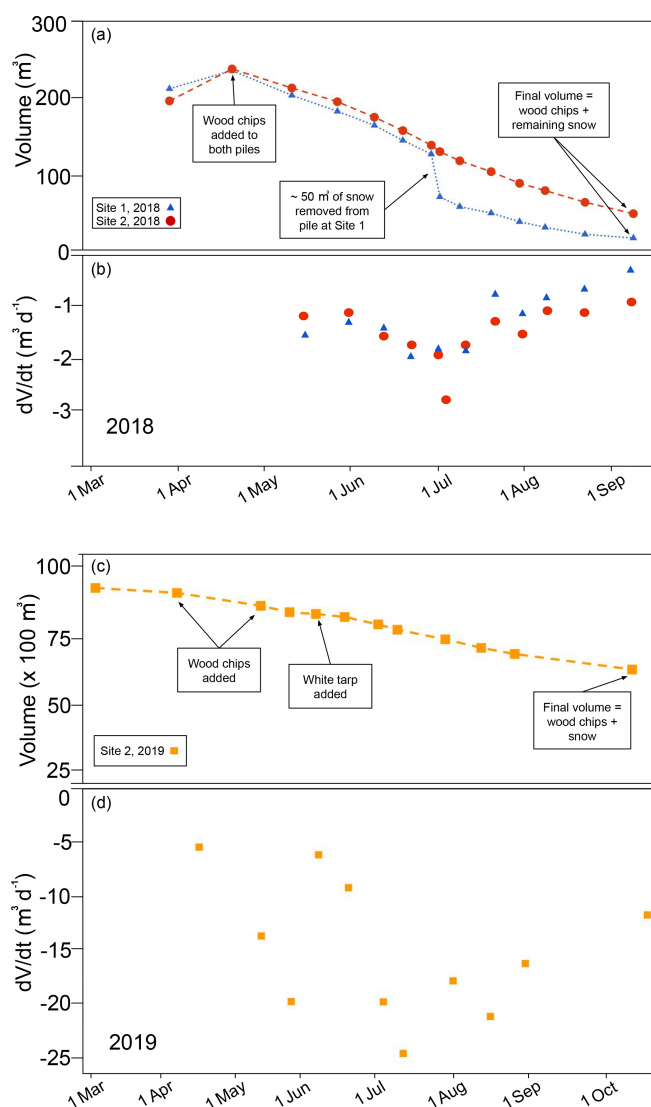 300
(a)
Volume (m³)
200
100
0
Wood chips
added to
both piles
Final volume =
wood chips +
remaining snow
~ 50 m³ of snow
removed from
pile at Site 1
Site 1, 2018
Site 2, 2018
(b)
dV/dt (m³ d⁻¹)
-1
-2
-3
2018
1 Mar
1 Apr
1 May
1 Jun
1 Jul
1 Aug
1 Sep
100
(c)
Volume (x 100 m³)
75
50
25
Wood chips
added
White tarp
added
Final volume =
wood chips +
snow
Site 2, 2019
0
(d)
dV/dt (m³ d⁻¹)
-5
-10
-15
-20
-25
2019
1 Mar
1 Apr
1 May
1 Jun
1 Jul
1 Aug
1 Sep
1 Oct